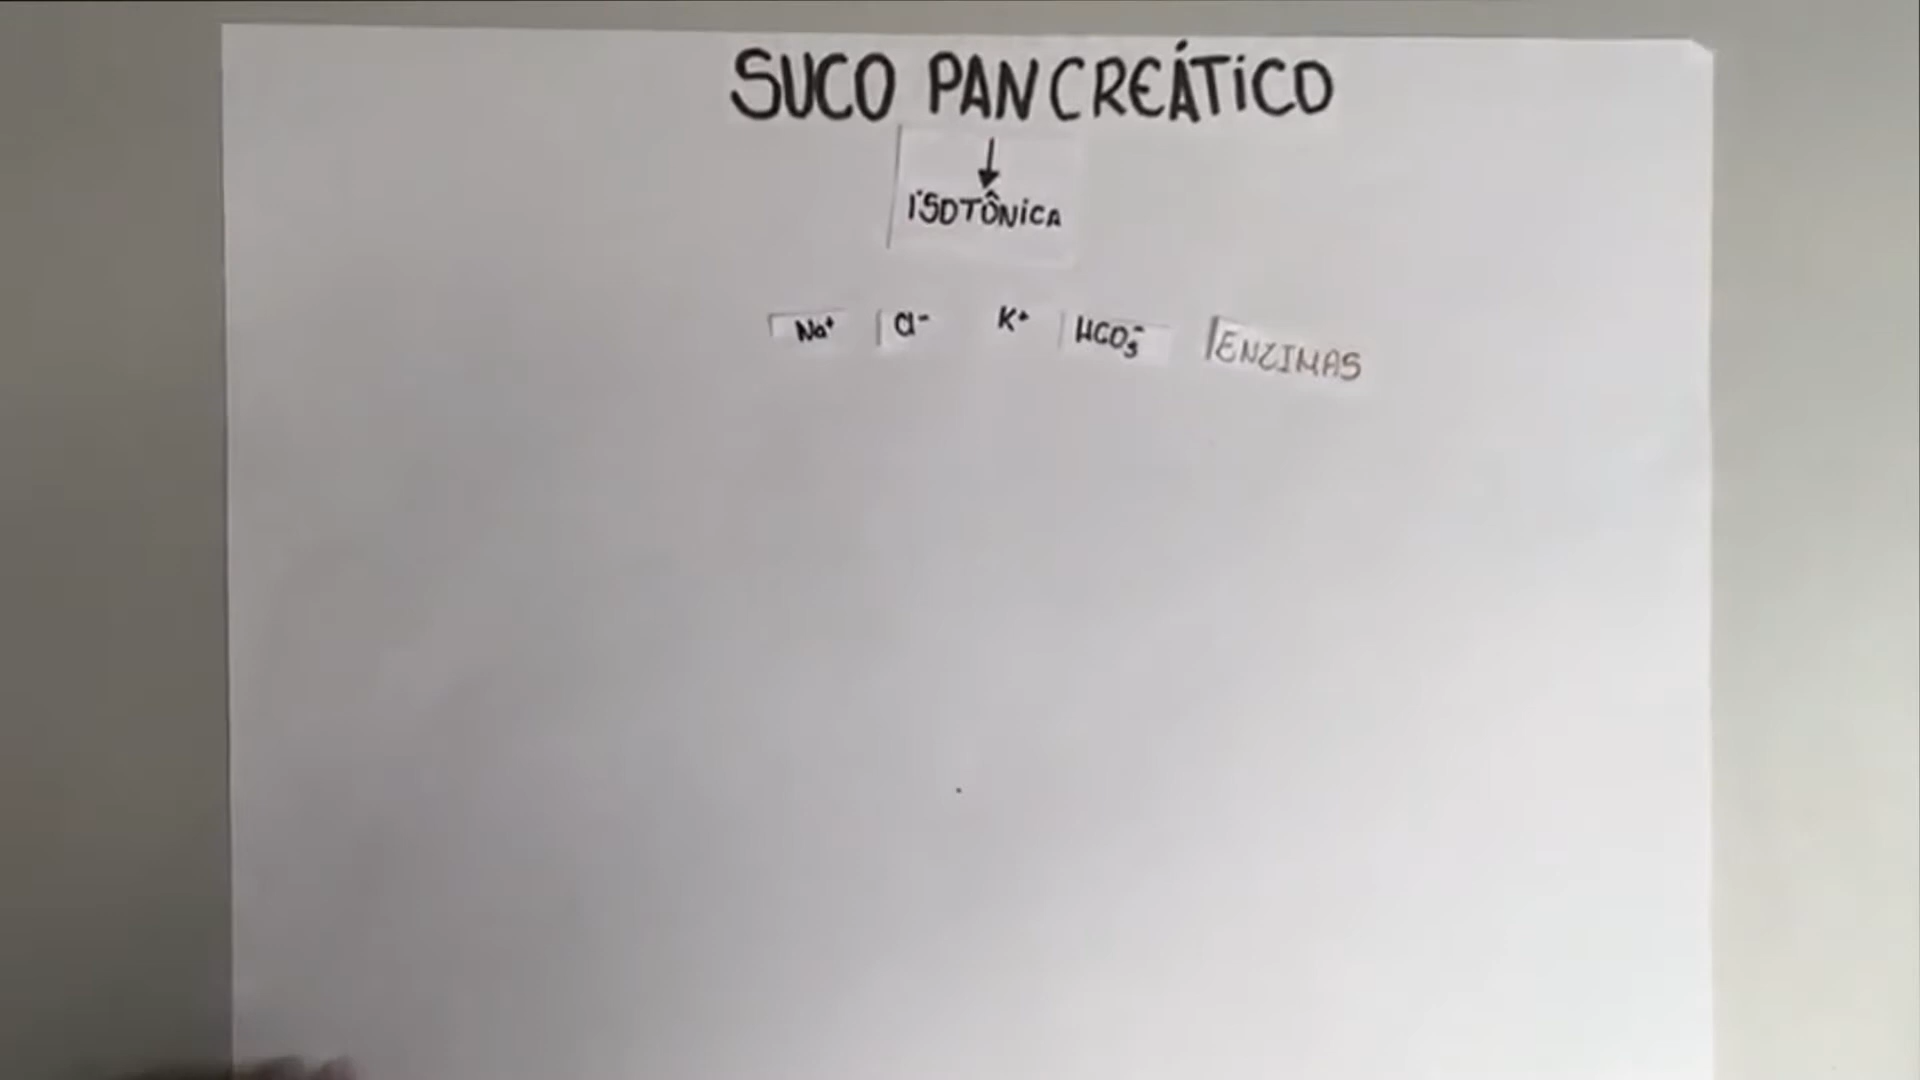 SUCO PANCREÁTICO
ISOTÔNICA
Na⁺ Cl⁻ K⁺ HCO₃⁻ ENZIMAS